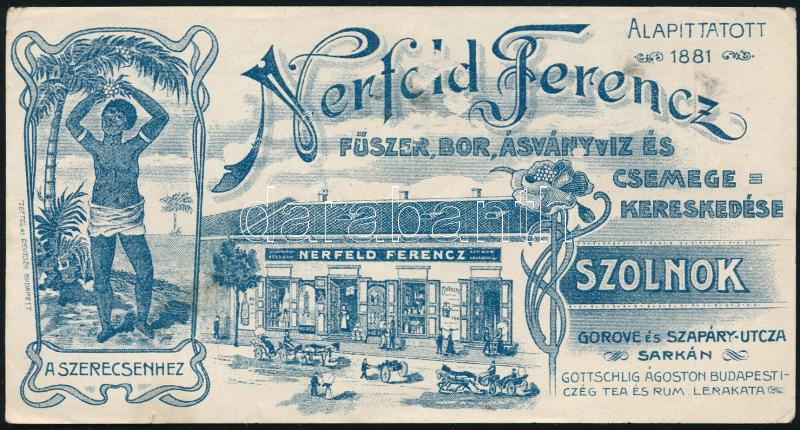 ALAPITTATOTT
1881
Nerfeld Ferencz
FŰSZER, BOR, ÁSVÁNYVIZ ÉS
CSEMEGE =
KERESKEDÉSE
NERFELD FERENCZ
SZOLNOK
GOROVE és SZAPÁRY-UTCZA
SARKÁN
GOTTSCHLIG ÁGOSTON BUDAPESTI-
CZÉG TEA ÉS RUM LERAKATA
A SZERECSENHEZ
darabanth